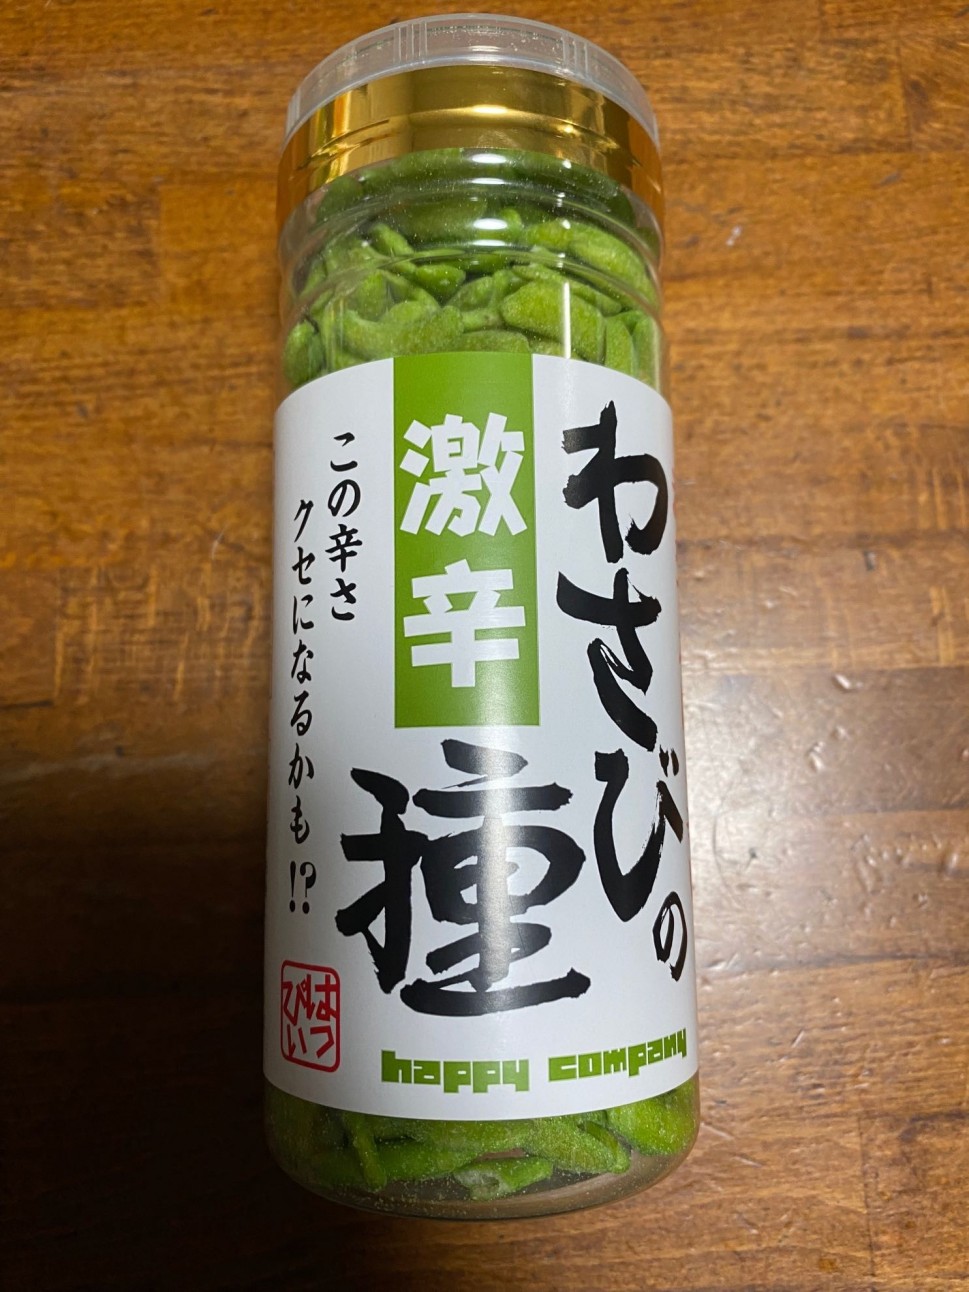 わさびの
種
激辛
この辛さ
クセになるかも!?
はっ
ぴぃ
happy company